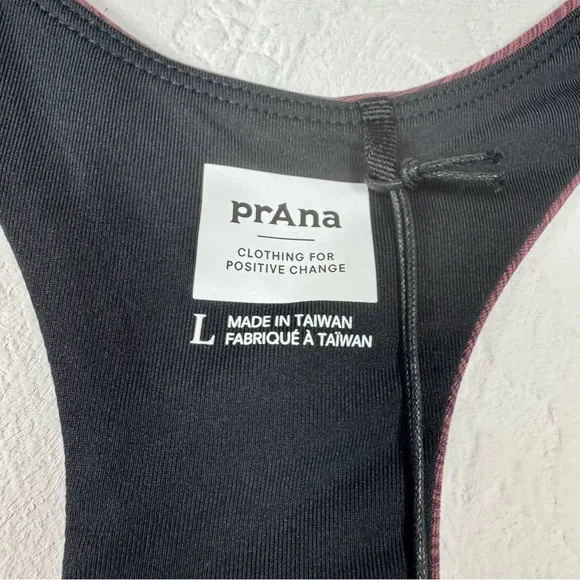 prAna
CLOTHING FOR
POSITIVE CHANGE
L
MADE IN TAIWAN
FABRIQUÉ À TAÏWAN